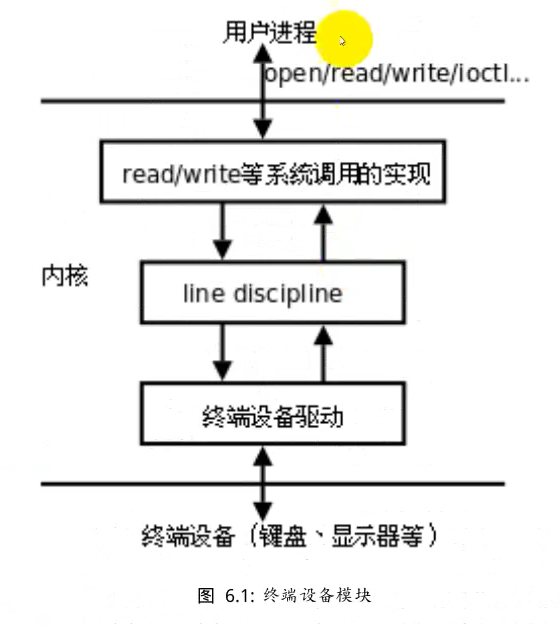 用户进程
open/read/write/ioctl...
read/write等系统调用的实现
内核
line discipline
终端设备驱动
终端设备（键盘、显示器等）
图 6.1: 终端设备模块